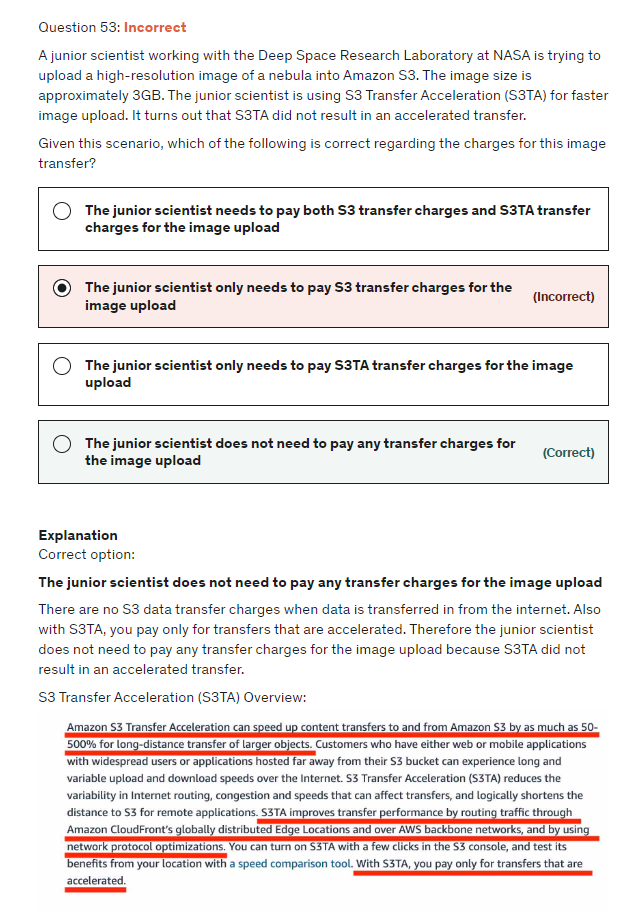 Question 53: Incorrect
A junior scientist working with the Deep Space Research Laboratory at NASA is trying to
upload a high-resolution image of a nebula into Amazon S3. The image size is
approximately 3GB. The junior scientist is using S3 Transfer Acceleration (S3TA) for faster
image upload. It turns out that S3TA did not result in an accelerated transfer.
Given this scenario, which of the following is correct regarding the charges for this image
transfer?
The junior scientist needs to pay both S3 transfer charges and S3TA transfer
charges for the image upload
The junior scientist only needs to pay S3 transfer charges for the
image upload
(Incorrect)
The junior scientist only needs to pay S3TA transfer charges for the image
upload
The junior scientist does not need to pay any transfer charges for
the image upload
(Correct)
Explanation
Correct option:
The junior scientist does not need to pay any transfer charges for the image upload
There are no S3 data transfer charges when data is transferred in from the internet. Also
with S3TA, you pay only for transfers that are accelerated. Therefore the junior scientist
does not need to pay any transfer charges for the image upload because S3TA did not
result in an accelerated transfer.
S3 Transfer Acceleration (S3TA) Overview:
Amazon S3 Transfer Acceleration can speed up content transfers to and from Amazon S3 by as much as 50-
500% for long-distance transfer of larger objects. Customers who have either web or mobile applications
with widespread users or applications hosted far away from their S3 bucket can experience long and
variable upload and download speeds over the Internet. S3 Transfer Acceleration (S3TA) reduces the
variability in Internet routing, congestion and speeds that can affect transfers, and logically shortens the
distance to S3 for remote applications. S3TA improves transfer performance by routing traffic through
Amazon CloudFront's globally distributed Edge Locations and over AWS backbone networks, and by using
network protocol optimizations. You can turn on S3TA with a few clicks in the S3 console, and test its
benefits from your location with a speed comparison tool. With S3TA, you pay only for transfers that are
accelerated.